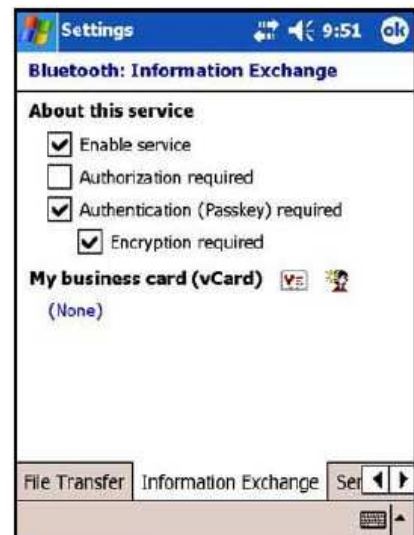 Settings 9:51 ok
Bluetooth: Information Exchange
About this service
Enable service
Authorization required
Authentication (Passkey) required
Encryption required
My business card (vCard)
(None)
File Transfer Information Exchange Ser